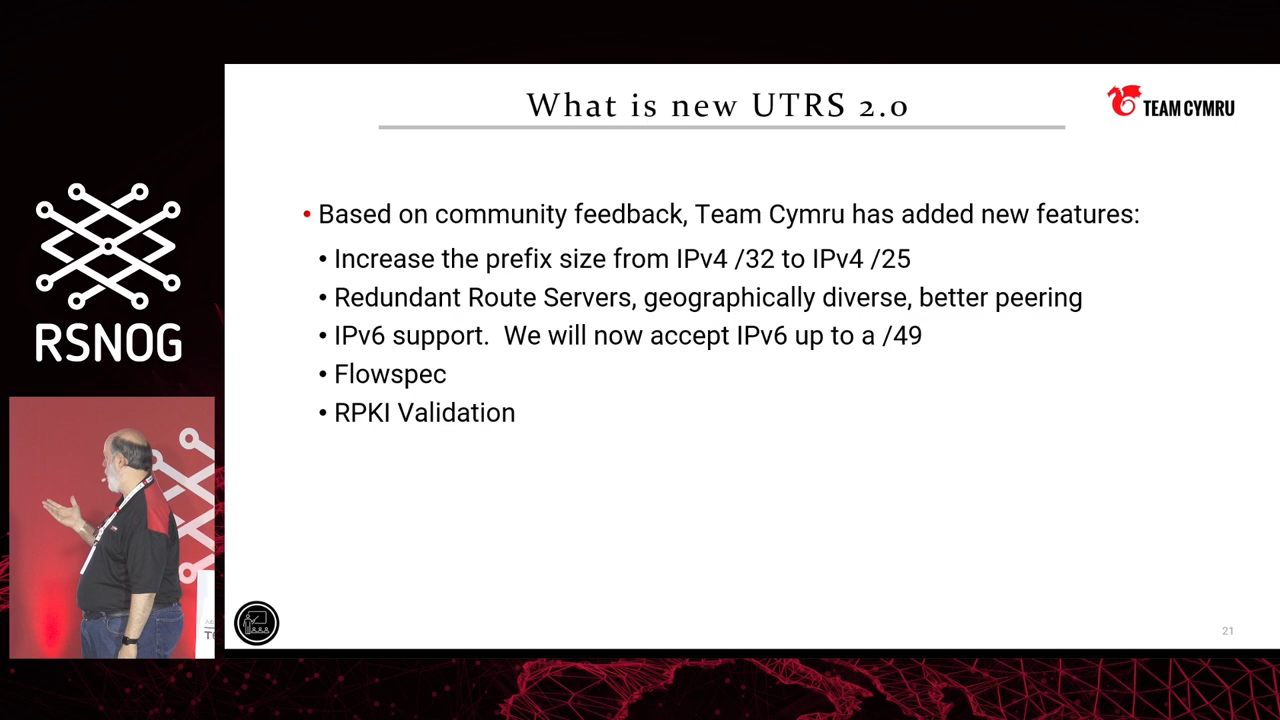 What is new UTRS 2.0
TEAM CYMRU
• Based on community feedback, Team Cymru has added new features:
• Increase the prefix size from IPv4 /32 to IPv4 /25
• Redundant Route Servers, geographically diverse, better peering
• IPv6 support.  We will now accept IPv6 up to a /49
• Flowspec
• RPKI Validation
RSNOG
21